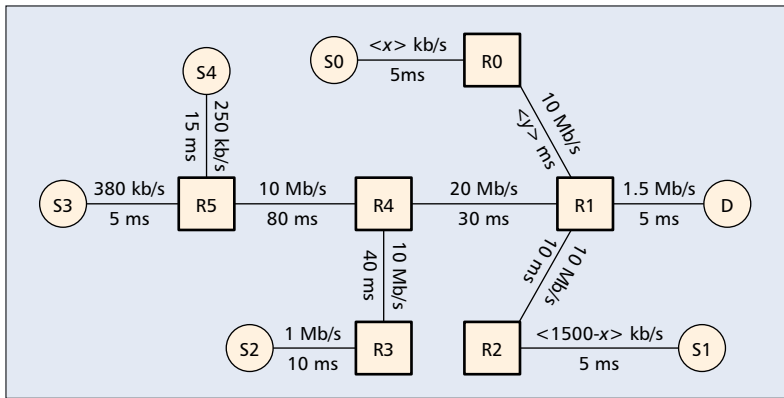 <x> kb/s
S0
R0
5ms
S4
10 Mb/s
<y> ms
250 kb/s
15 ms
380 kb/s
10 Mb/s
20 Mb/s
1.5 Mb/s
S3
R5
R4
R1
D
5 ms
80 ms
30 ms
5 ms
10 Mb/s
40 ms
10 Mb/s
10 ms
1 Mb/s
<1500-x> kb/s
S2
R3
R2
S1
10 ms
5 ms